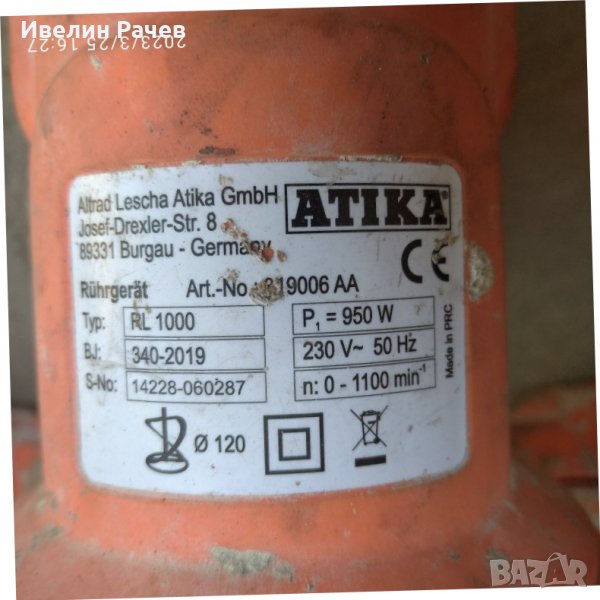 Ивелин Рачев
2023/3/25 16:27
Altrad Lescha Atika GmbH
Josef-Drexler-Str. 8
89331 Burgau - Germany
ATIKA
CE
Rührgerät Art.-No.: 319006 AA
Typ: RL 1000
P1 = 950 W
BJ: 340-2019
230 V~ 50 Hz
S-No: 14228-060287
n: 0 - 1100 min-1
Made in PRC
Ø 120
BAZAR